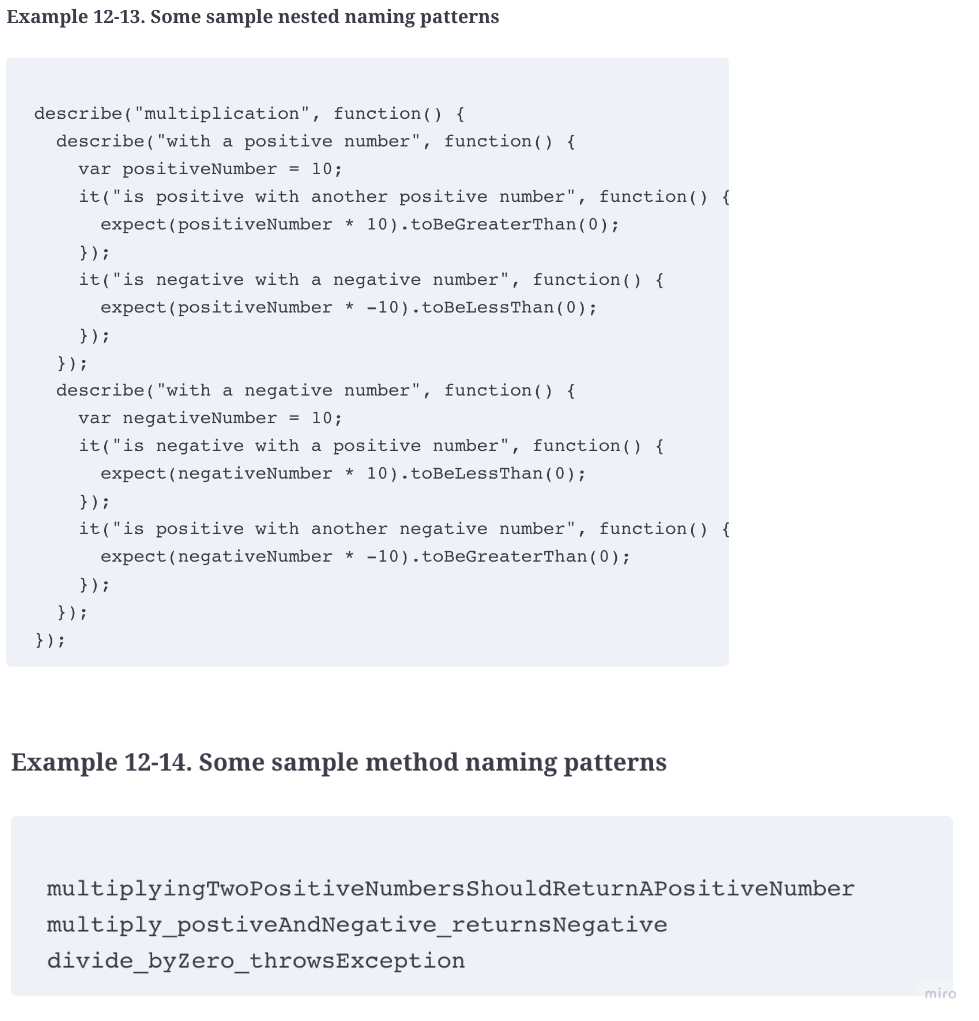 Example 12-13. Some sample nested naming patterns
describe("multiplication", function() {
  describe("with a positive number", function() {
    var positiveNumber = 10;
    it("is positive with another positive number", function() {
      expect(positiveNumber * 10).toBeGreaterThan(0);
    });
    it("is negative with a negative number", function() {
      expect(positiveNumber * -10).toBeLessThan(0);
    });
  });
  describe("with a negative number", function() {
    var negativeNumber = 10;
    it("is negative with a positive number", function() {
      expect(negativeNumber * 10).toBeLessThan(0);
    });
    it("is positive with another negative number", function() {
      expect(negativeNumber * -10).toBeGreaterThan(0);
    });
  });
});
Example 12-14. Some sample method naming patterns
multiplyingTwoPositiveNumbersShouldReturnAPositiveNumber
multiply_postiveAndNegative_returnsNegative
divide_byZero_throwsException
miro